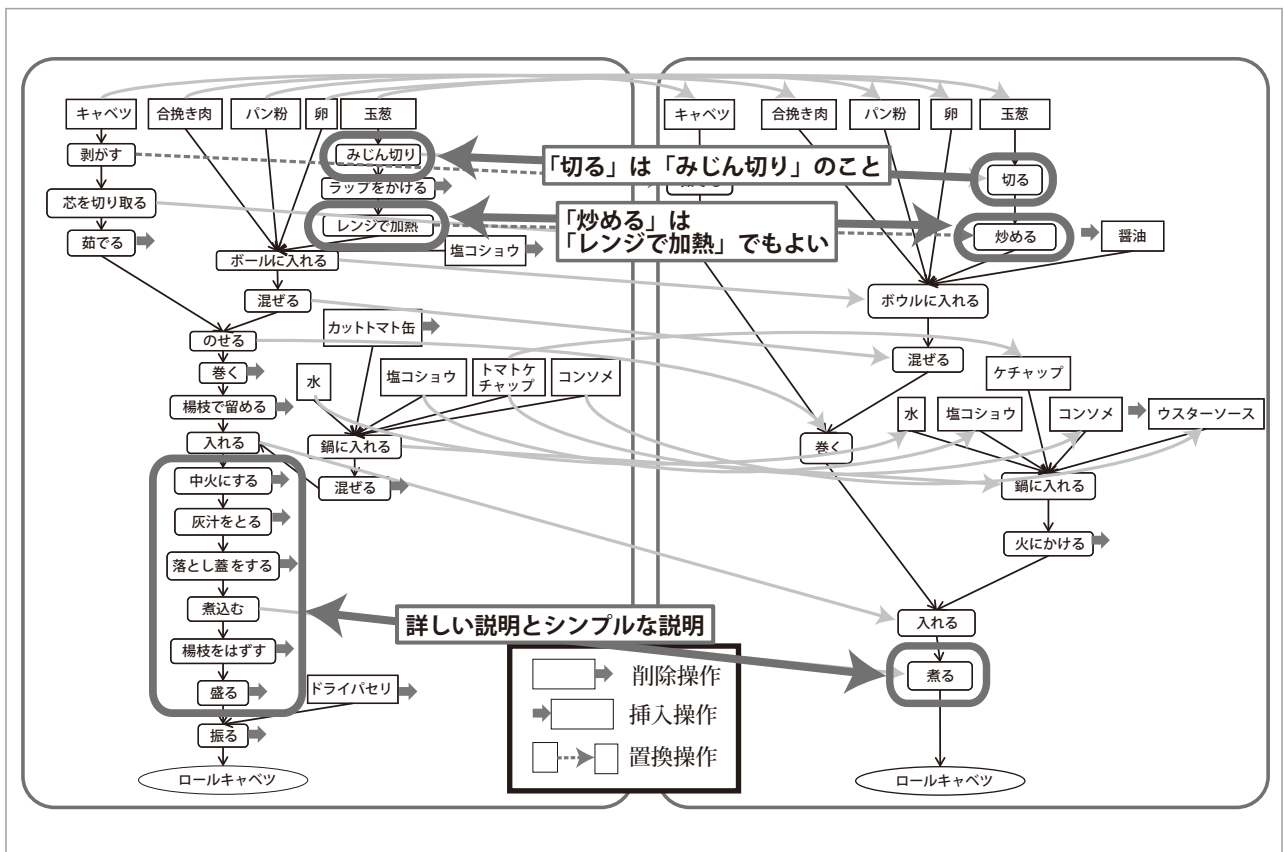 キャベツ
合挽き肉
パン粉
卵
玉葱
剥がす
みじん切り
ラップをかける
芯を切り取る
レンジで加熱
茹でる
塩コショウ
ボールに入れる
混ぜる
カットトマト缶
のせる
巻く
水
塩コショウ
トマトケ
チャップ
コンソメ
楊枝で留める
入れる
鍋に入れる
混ぜる
中火にする
灰汁をとる
落とし蓋をする
煮込む
楊枝をはずす
盛る
ドライパセリ
振る
ロールキャベツ
「切る」は「みじん切り」のこと
「炒める」は
「レンジで加熱」でもよい
詳しい説明とシンプルな説明
削除操作
挿入操作
置換操作
キャベツ
合挽き肉
パン粉
卵
玉葱
切る
炒める
醤油
ボウルに入れる
混ぜる
ケチャップ
水
塩コショウ
コンソメ
ウスターソース
巻く
鍋に入れる
火にかける
入れる
煮る
ロールキャベツ